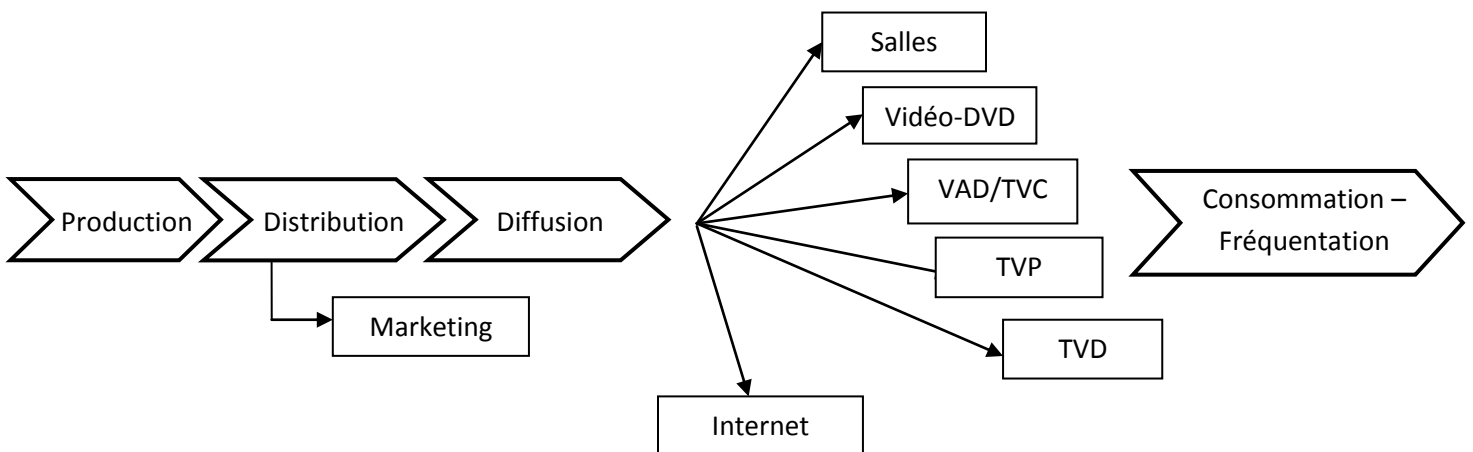 Production
Distribution
Diffusion
Marketing
Salles
Vidéo-DVD
VAD/TVC
TVP
TVD
Internet
Consommation –
Fréquentation